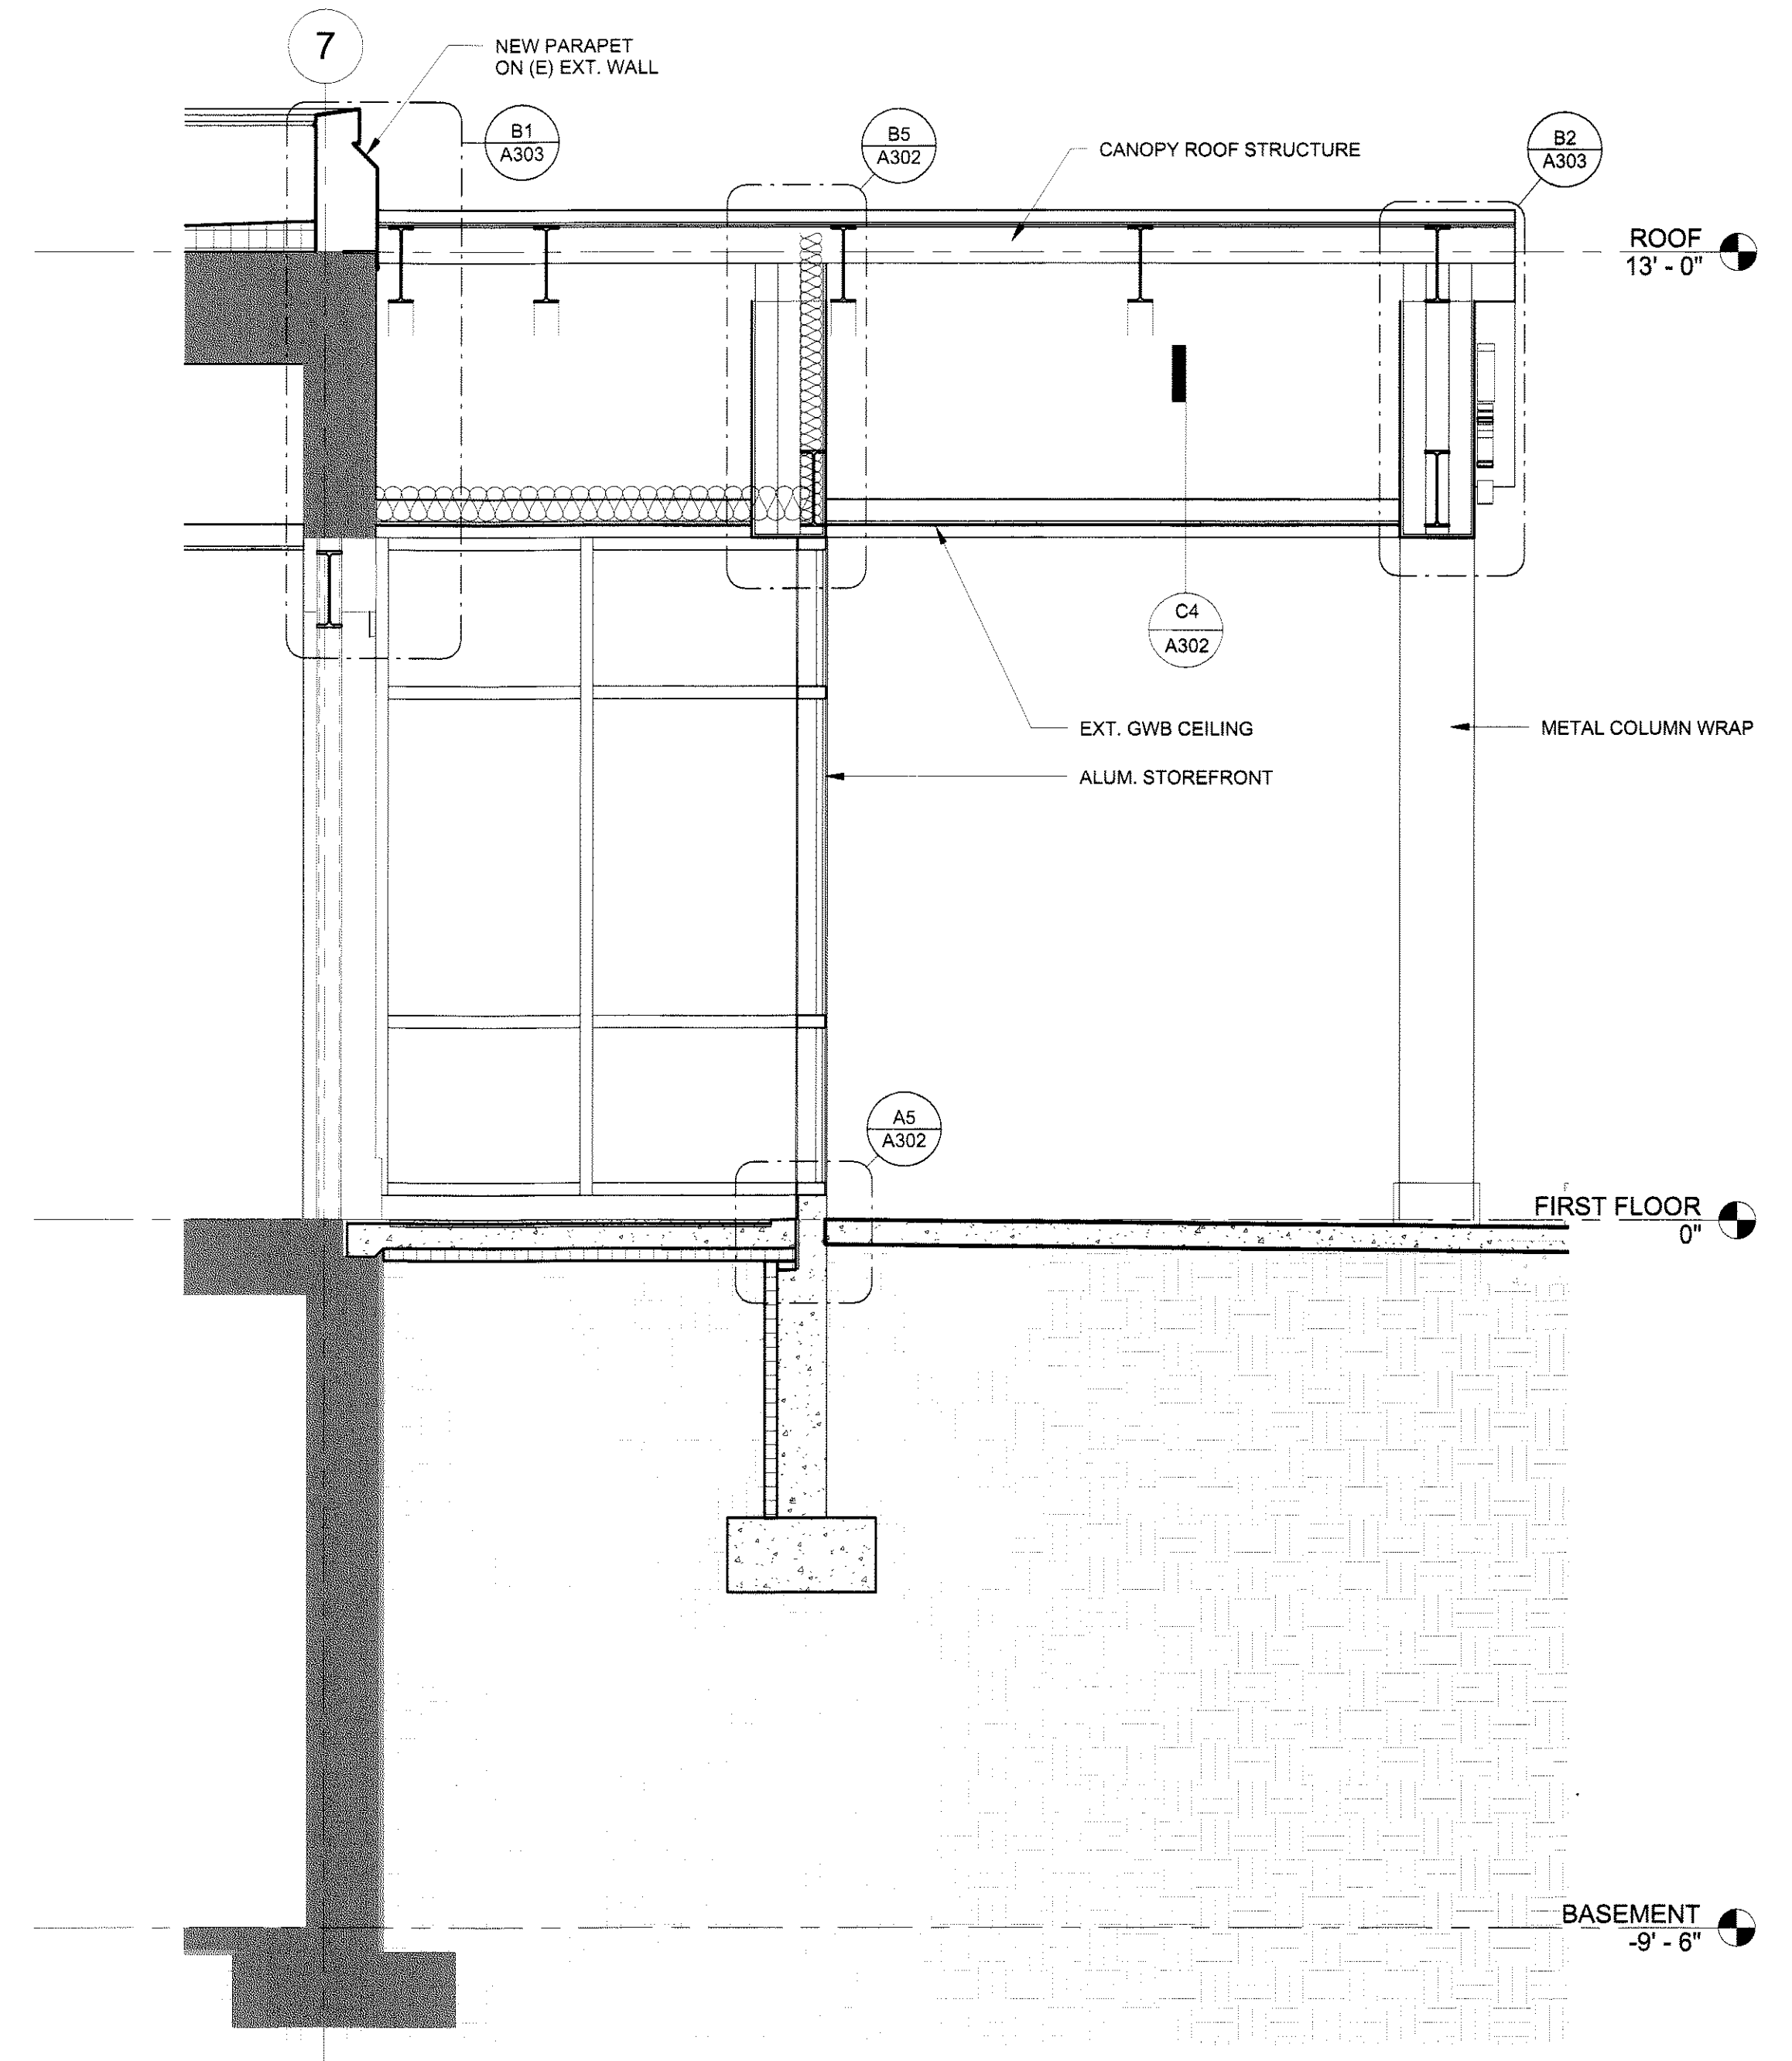 7
NEW PARAPET
ON (E) EXT. WALL
B1
A303
B5
A302
CANOPY ROOF STRUCTURE
B2
A303
ROOF
13' - 0"
C4
A302
EXT. GWB CEILING
METAL COLUMN WRAP
ALUM. STOREFRONT
A5
A302
FIRST FLOOR
0"
BASEMENT
-9' - 6"